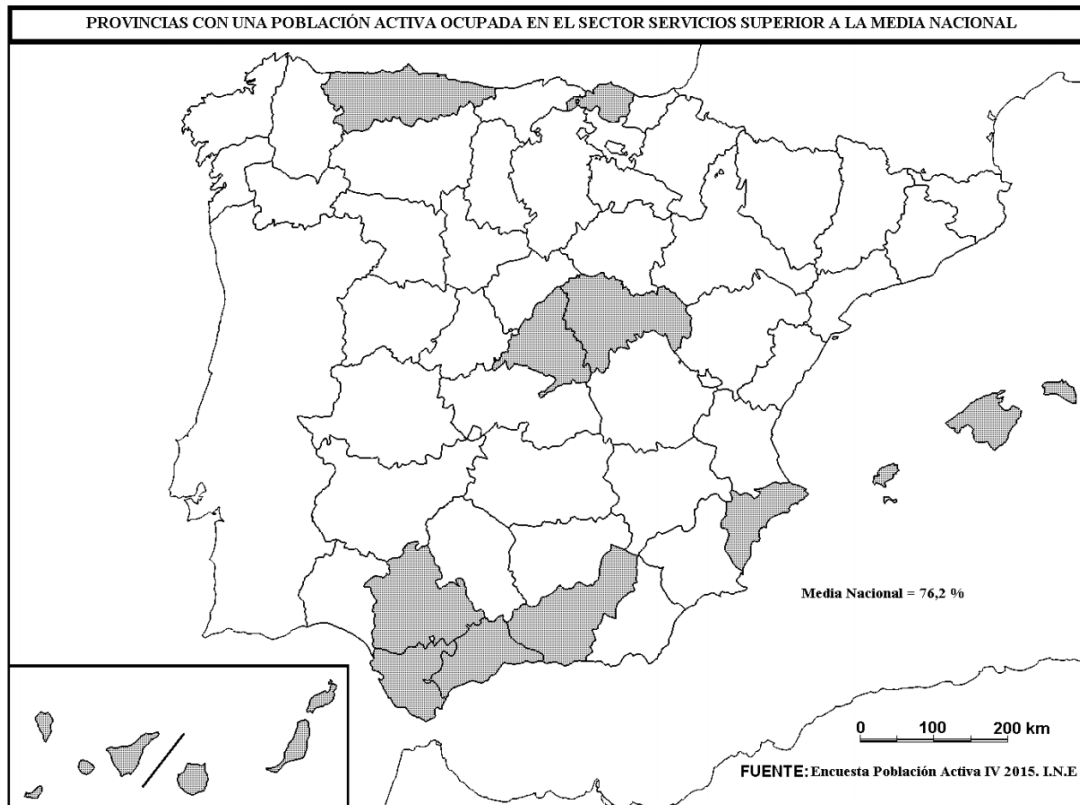 PROVINCIAS CON UNA POBLACIÓN ACTIVA OCUPADA EN EL SECTOR SERVICIOS SUPERIOR A LA MEDIA NACIONAL
Media Nacional = 76,2 %
0 100 200 km
FUENTE: Encuesta Población Activa IV 2015. I.N.E